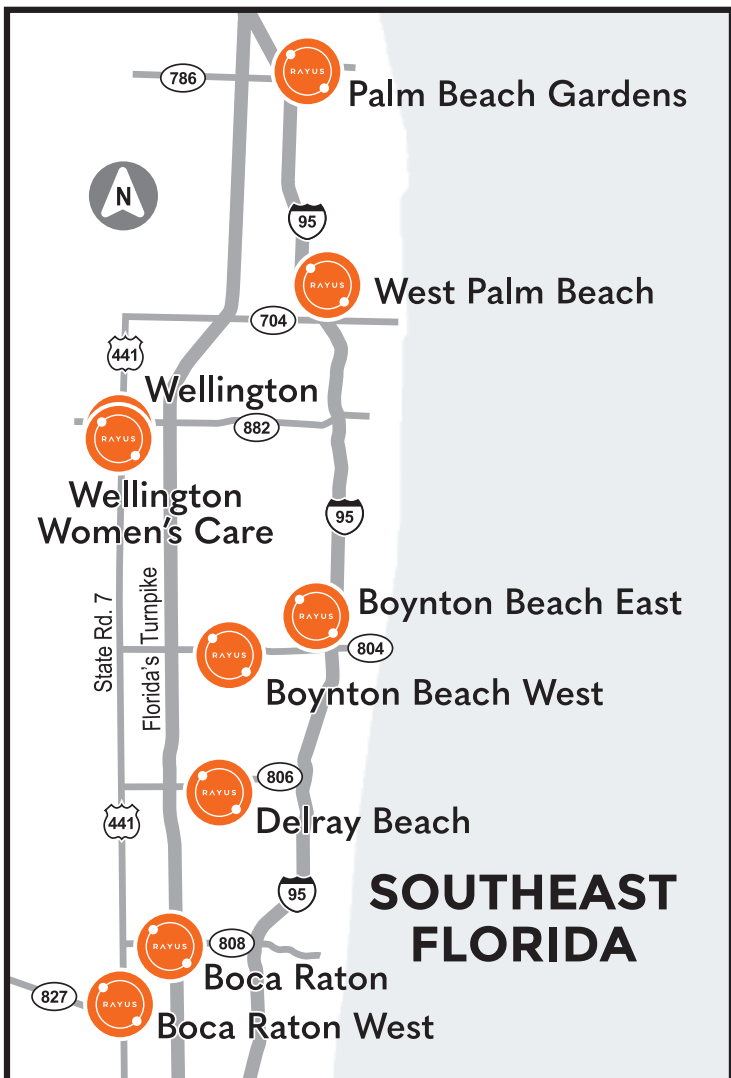 RAYUS
786
Palm Beach Gardens
N
95
RAYUS
West Palm Beach
704
441
Wellington
RAYUS
882
Wellington
Women's Care
95
State Rd. 7
Florida's Turnpike
RAYUS
Boynton Beach East
804
RAYUS
Boynton Beach West
806
RAYUS
Delray Beach
441
95
SOUTHEAST
FLORIDA
RAYUS
808
Boca Raton
827
RAYUS
Boca Raton West